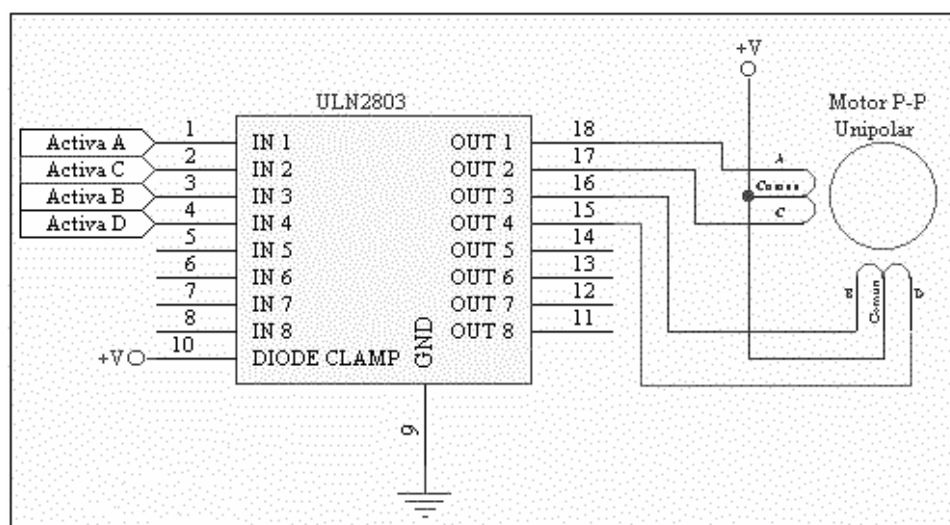 +V
ULN2803
Motor P-P
Unipolar
Activa A
1
IN 1
OUT 1
18
Activa C
2
IN 2
OUT 2
17
Activa B
3
IN 3
OUT 3
16
Activa D
4
IN 4
OUT 4
15
5
IN 5
OUT 5
14
6
IN 6
OUT 6
13
7
IN 7
OUT 7
12
8
IN 8
OUT 8
11
+V
10
DIODE CLAMP
GND
9
A
Comun
C
B
Comun
D